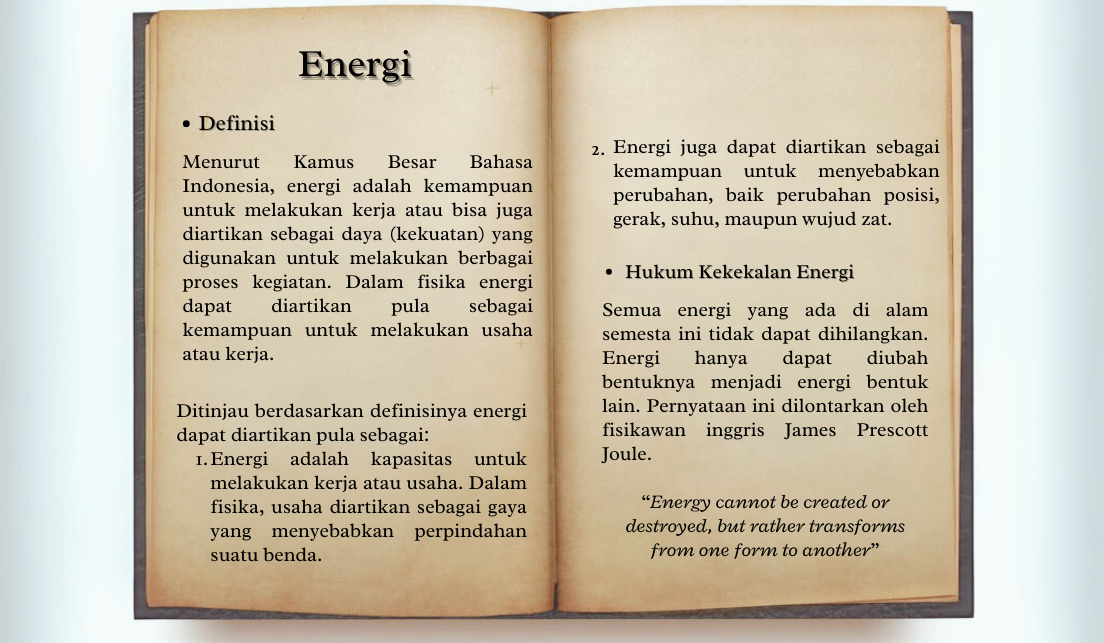 Energi
• Definisi
Menurut Kamus Besar Bahasa
Indonesia, energi adalah kemampuan
untuk melakukan kerja atau bisa juga
diartikan sebagai daya (kekuatan) yang
digunakan untuk melakukan berbagai
proses kegiatan. Dalam fisika energi
dapat diartikan pula sebagai
kemampuan untuk melakukan usaha
atau kerja.
Ditinjau berdasarkan definisinya energi
dapat diartikan pula sebagai:
1. Energi adalah kapasitas untuk
melakukan kerja atau usaha. Dalam
fisika, usaha diartikan sebagai gaya
yang menyebabkan perpindahan
suatu benda.
2. Energi juga dapat diartikan sebagai
kemampuan untuk menyebabkan
perubahan, baik perubahan posisi,
gerak, suhu, maupun wujud zat.
• Hukum Kekekalan Energi
Semua energi yang ada di alam
semesta ini tidak dapat dihilangkan.
Energi hanya dapat diubah
bentuknya menjadi energi bentuk
lain. Pernyataan ini dilontarkan oleh
fisikawan inggris James Prescott
Joule.
“Energy cannot be created or
destroyed, but rather transforms
from one form to another”